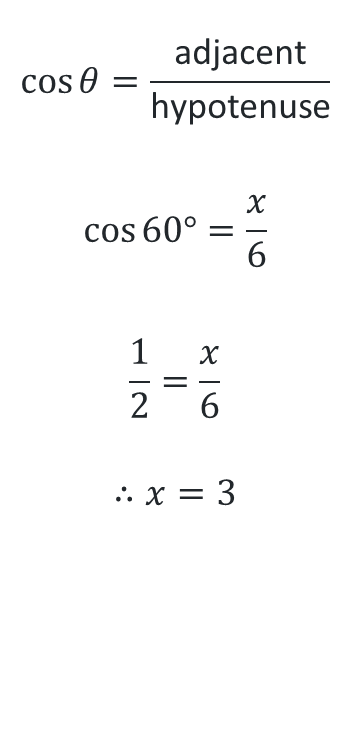 cos θ = adjacent/hypotenuse
cos 60° = x/6
1/2 = x/6
∴ x = 3